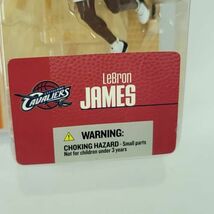 LeBron
JAMES
CAVALIERS
WARNING:
CHOKING HAZARD - Small parts
Not for children under 3 years